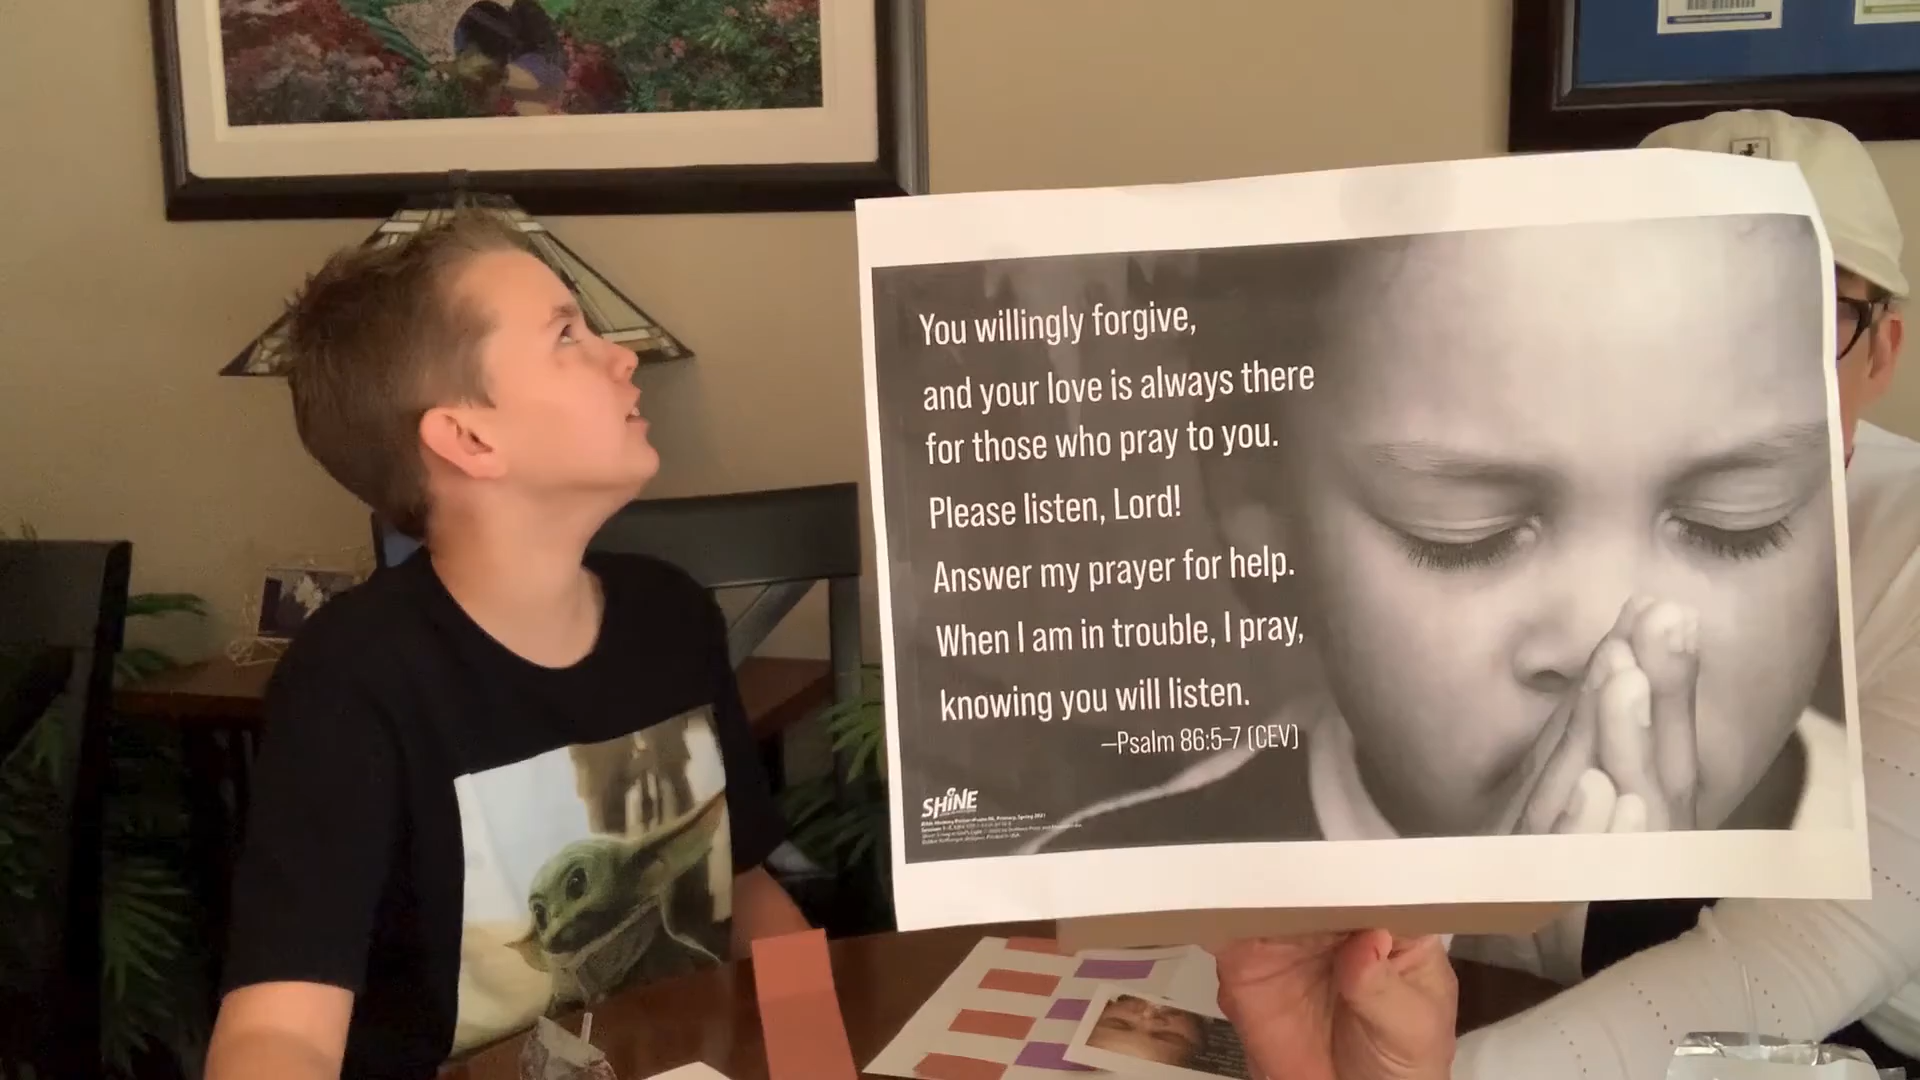 You willingly forgive,
and your love is always there
for those who pray to you.
Please listen, Lord!
Answer my prayer for help.
When I am in trouble, I pray,
knowing you will listen.
–Psalm 86:5–7 (CEV)
SHiNE